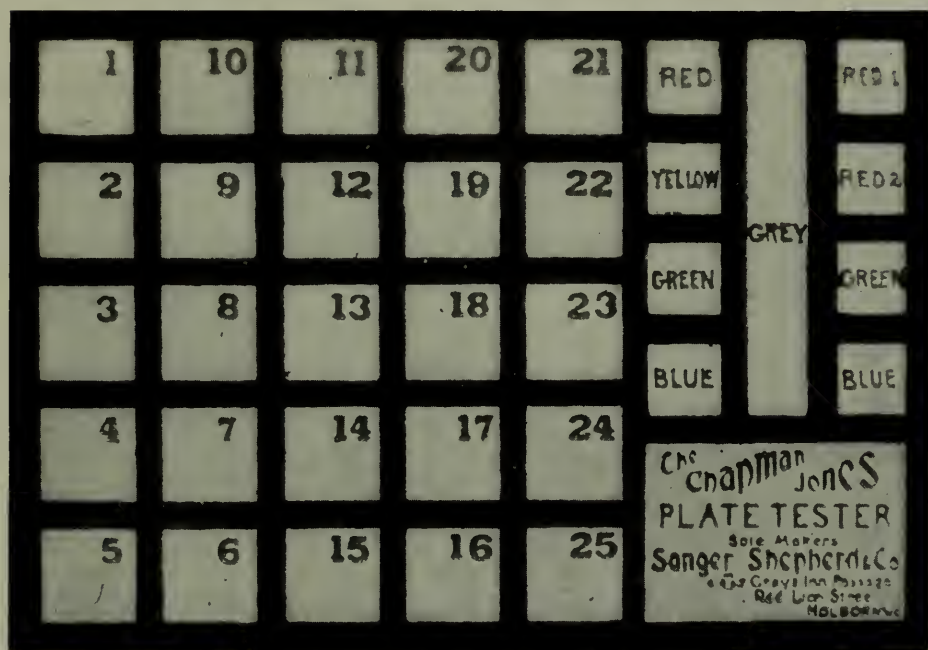 1 10 11 20 21 RED RED 1
2 9 12 19 22 YELLOW RED 2
GREY
3 8 13 18 23 GREEN GREEN
4 7 14 17 24 BLUE BLUE
5 6 15 16 25
The
Chapman
Jones
PLATE TESTER
Sole Makers
Sanger Shepherd & Co
Grays Inn Passage
Red Lion Street
HOLBORN